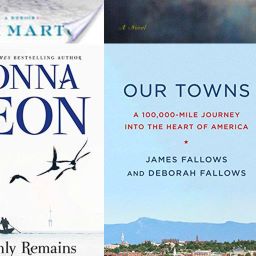 A MEMOIR
MART
NEW YORK TIMES BESTSELLING AUTHOR
ONNA
EON
nly Remains
A Novel
OUR TOWNS
A 100,000-MILE JOURNEY
INTO THE HEART OF AMERICA
JAMES FALLOWS
AND DEBORAH FALLOWS